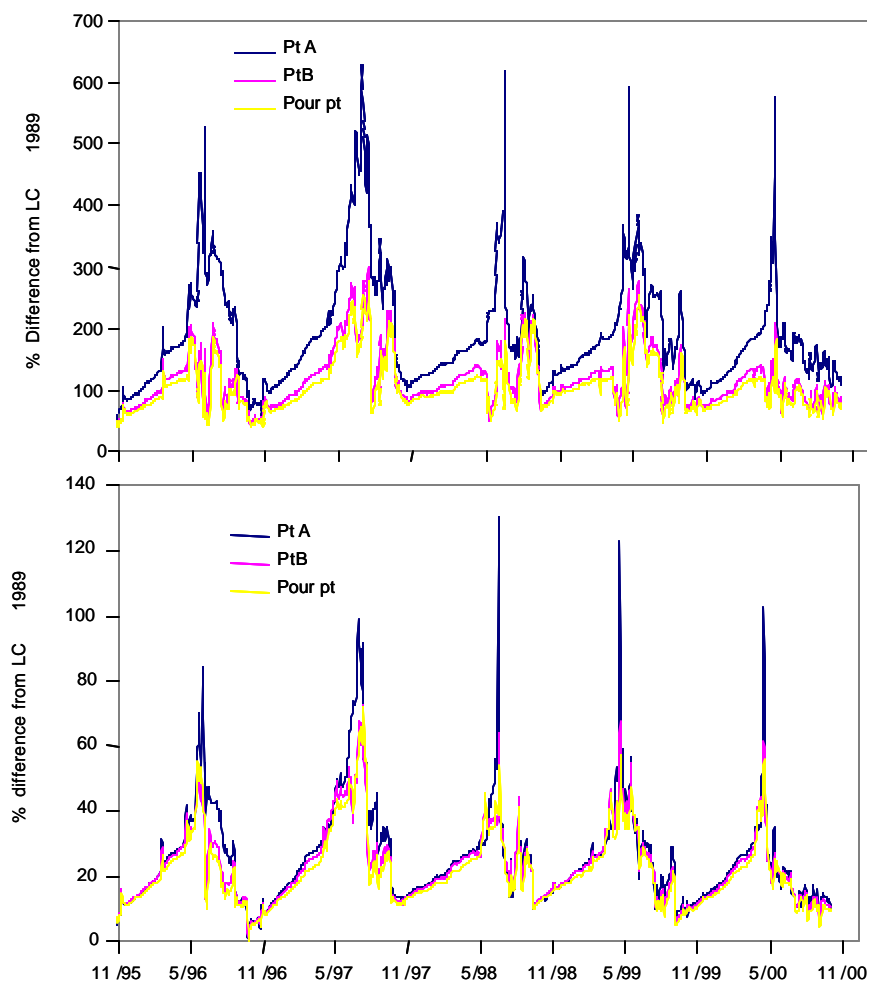 700
600
500
400
300
200
100
0
% Difference from LC 1989
Pt A
PtB
Pour pt
140
120
100
80
60
40
20
0
% difference from LC 1989
Pt A
PtB
Pour pt
11 /95 5/96 11 /96 5/97 11 /97 5/98 11 /98 5/99 11 /99 5/00 11 /00